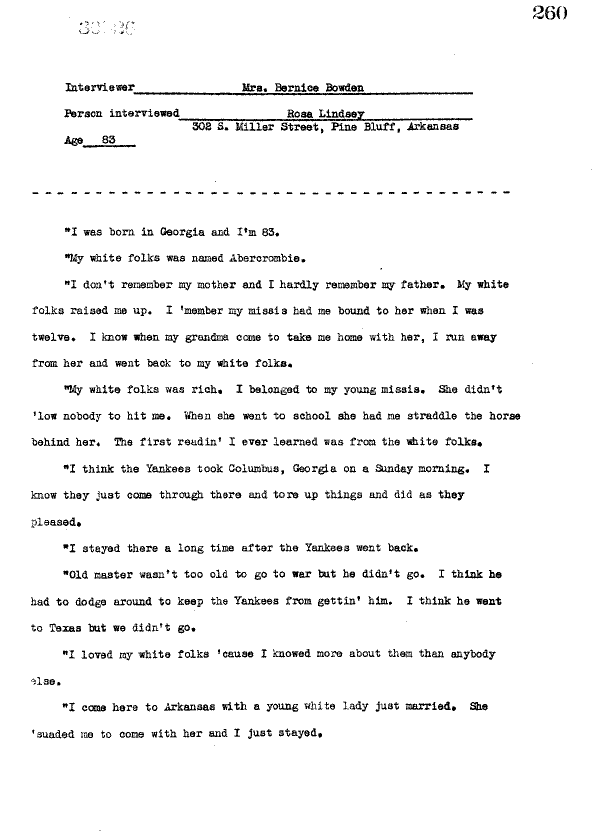 260
Interviewer Mrs. Bernice Bowden
Person interviewed Rosa Lindsey
302 S. Miller Street, Pine Bluff, Arkansas
Age 83
"I was born in Georgia and I'm 83.
"My white folks was named Abercrombie.
"I don't remember my mother and I hardly remember my father. My white
folks raised me up. I 'member my missis had me bound to her when I was
twelve. I know when my grandma come to take me home with her, I run away
from her and went back to my white folks.
"My white folks was rich. I belonged to my young missis. She didn't
'low nobody to hit me. When she went to school she had me straddle the horse
behind her. The first readin' I ever learned was from the white folks.
"I think the Yankees took Columbus, Georgia on a Sunday morning. I
know they just come through there and tore up things and did as they
pleased.
"I stayed there a long time after the Yankees went back.
"Old master wasn't too old to go to war but he didn't go. I think he
had to dodge around to keep the Yankees from gettin' him. I think he went
to Texas but we didn't go.
"I loved my white folks 'cause I knowed more about them than anybody
else.
"I come here to Arkansas with a young white lady just married. She
'suaded me to come with her and I just stayed.